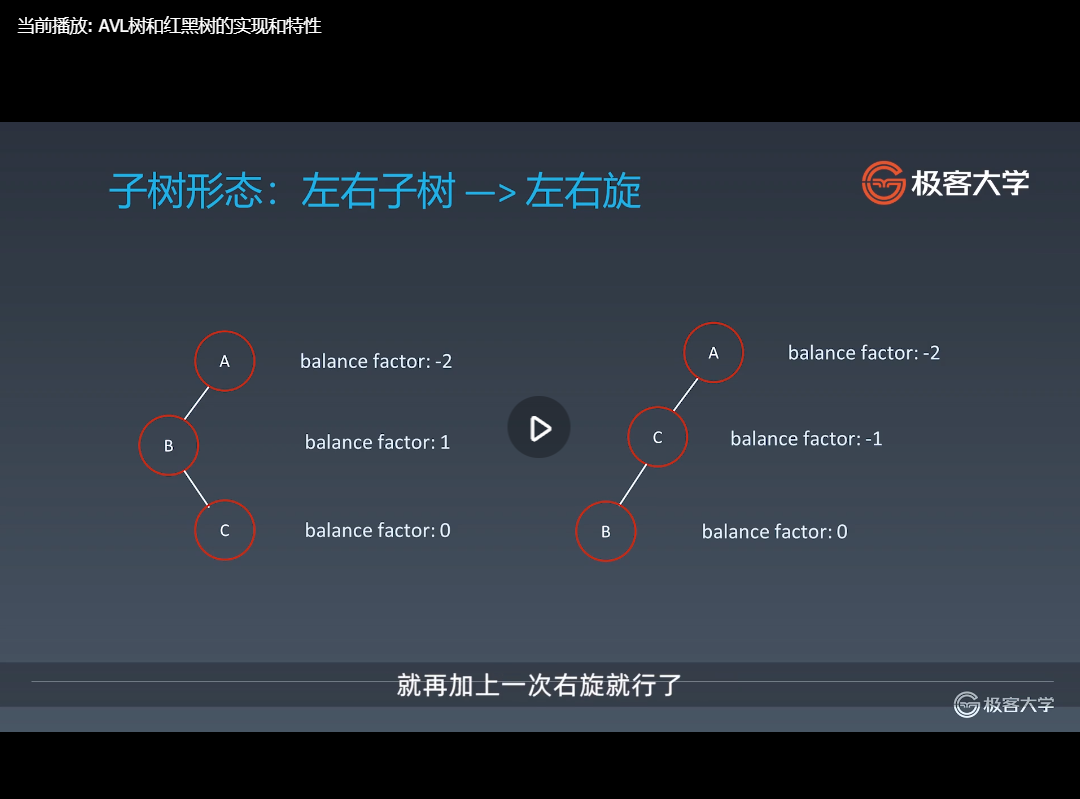 当前播放: AVL树和红黑树的实现和特性
子树形态：左右子树 —> 左右旋
极客大学
A
balance factor: -2
B
balance factor: 1
C
balance factor: 0
A
balance factor: -2
C
balance factor: -1
B
balance factor: 0
就再加上一次右旋就行了
极客大学